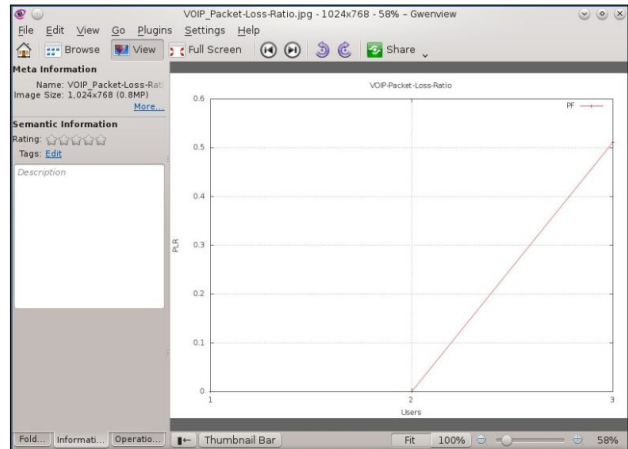 VOIP_Packet-Loss-Ratio.jpg - 1024x768 - 58% - Gwenview
File Edit View Go Plugins Settings Help
Browse View Full Screen Share
Meta Information
Name: VOIP_Packet-Loss-Rat
Image Size: 1,024x768 (0.8MP)
More...
Semantic Information
Rating:
Tags: Edit
Description
VOIP-Packet-Loss-Ratio
PF
0.6
0.5
0.4
0.3
0.2
0.1
0
PLR
1 2 3
Users
Fold... Informati... Operatio... Thumbnail Bar Fit 100% 58%